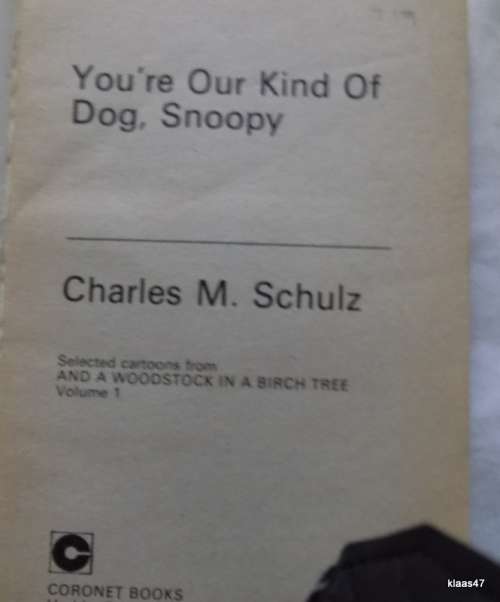 You're Our Kind Of
Dog, Snoopy
Charles M. Schulz
Selected cartoons from
AND A WOODSTOCK IN A BIRCH TREE
Volume 1
CORONET BOOKS
klaas47